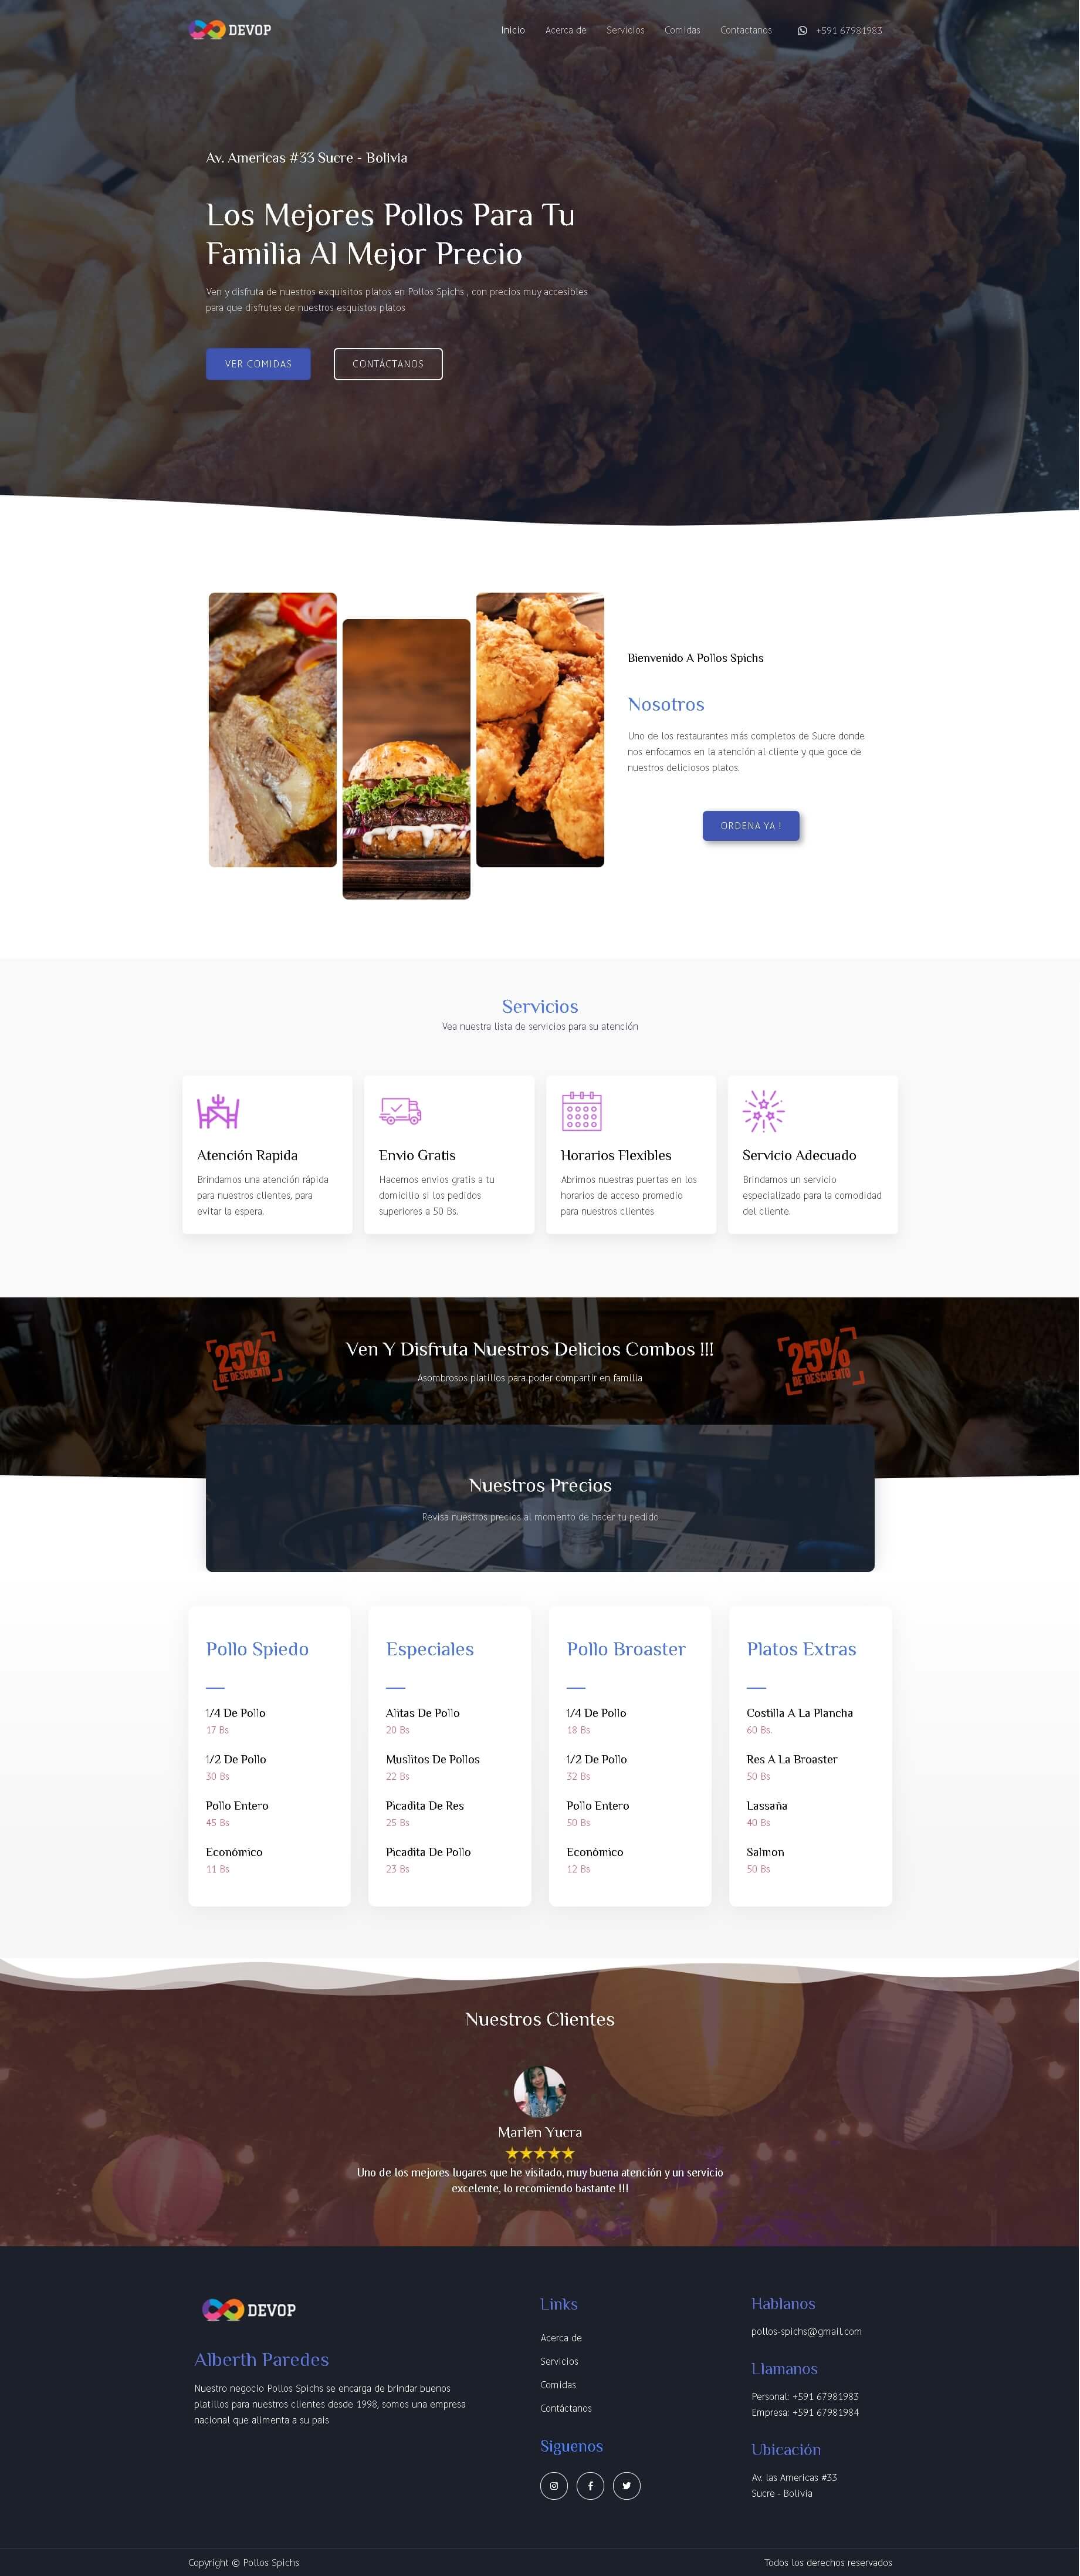 DEVOP
Inicio
Acerca de
Servicios
Comidas
Contactanos
+591 67981983
Av. Americas #33 Sucre - Bolivia
Los Mejores Pollos Para Tu
Familia Al Mejor Precio
Ven y disfruta de nuestros exquisitos platos en Pollos Spichs , con precios muy accesibles
para que disfrutes de nuestros esquistos platos
VER COMIDAS
CONTÁCTANOS
Bienvenido A Pollos Spichs
Nosotros
Uno de los restaurantes más completos de Sucre donde
nos enfocamos en la atención al cliente y que goce de
nuestros deliciosos platos.
ORDENA YA !
Servicios
Vea nuestra lista de servicios para su atención
Atención Rapida
Brindamos una atención rápida
para nuestros clientes, para
evitar la espera.
Envio Gratis
Hacemos envios gratis a tu
domicilio si los pedidos
superiores a 50 Bs.
Horarios Flexibles
Abrimos nuestras puertas en los
horarios de acceso promedio
para nuestros clientes
Servicio Adecuado
Brindamos un servicio
especializado para la comodidad
del cliente.
25%
DE DESCUENTO
Ven Y Disfruta Nuestros Delicios Combos !!!
Asombrosos platillos para poder compartir en familia
25%
DE DESCUENTO
Nuestros Precios
Revisa nuestros precios al momento de hacer tu pedido
Pollo Spiedo
1/4 De Pollo
17 Bs
1/2 De Pollo
30 Bs
Pollo Entero
45 Bs
Económico
11 Bs
Especiales
Alitas De Pollo
20 Bs
Muslitos De Pollos
22 Bs
Picadita De Res
25 Bs
Picadita De Pollo
23 Bs
Pollo Broaster
1/4 De Pollo
18 Bs
1/2 De Pollo
32 Bs
Pollo Entero
50 Bs
Económico
12 Bs
Platos Extras
Costilla A La Plancha
60 Bs.
Res A La Broaster
50 Bs
Lassaña
40 Bs
Salmon
50 Bs
Nuestros Clientes
Marlen Yucra
Uno de los mejores lugares que he visitado, muy buena atención y un servicio
excelente, lo recomiendo bastante !!!
DEVOP
Alberth Paredes
Nuestro negocio Pollos Spichs se encarga de brindar buenos
platillos para nuestros clientes desde 1998, somos una empresa
nacional que alimenta a su pais
Links
Acerca de
Servicios
Comidas
Contáctanos
Siguenos
Hablanos
pollos-spichs@gmail.com
Llamanos
Personal: +591 67981983
Empresa: +591 67981984
Ubicación
Av. las Americas #33
Sucre - Bolivia
Copyright © Pollos Spichs
Todos los derechos reservados